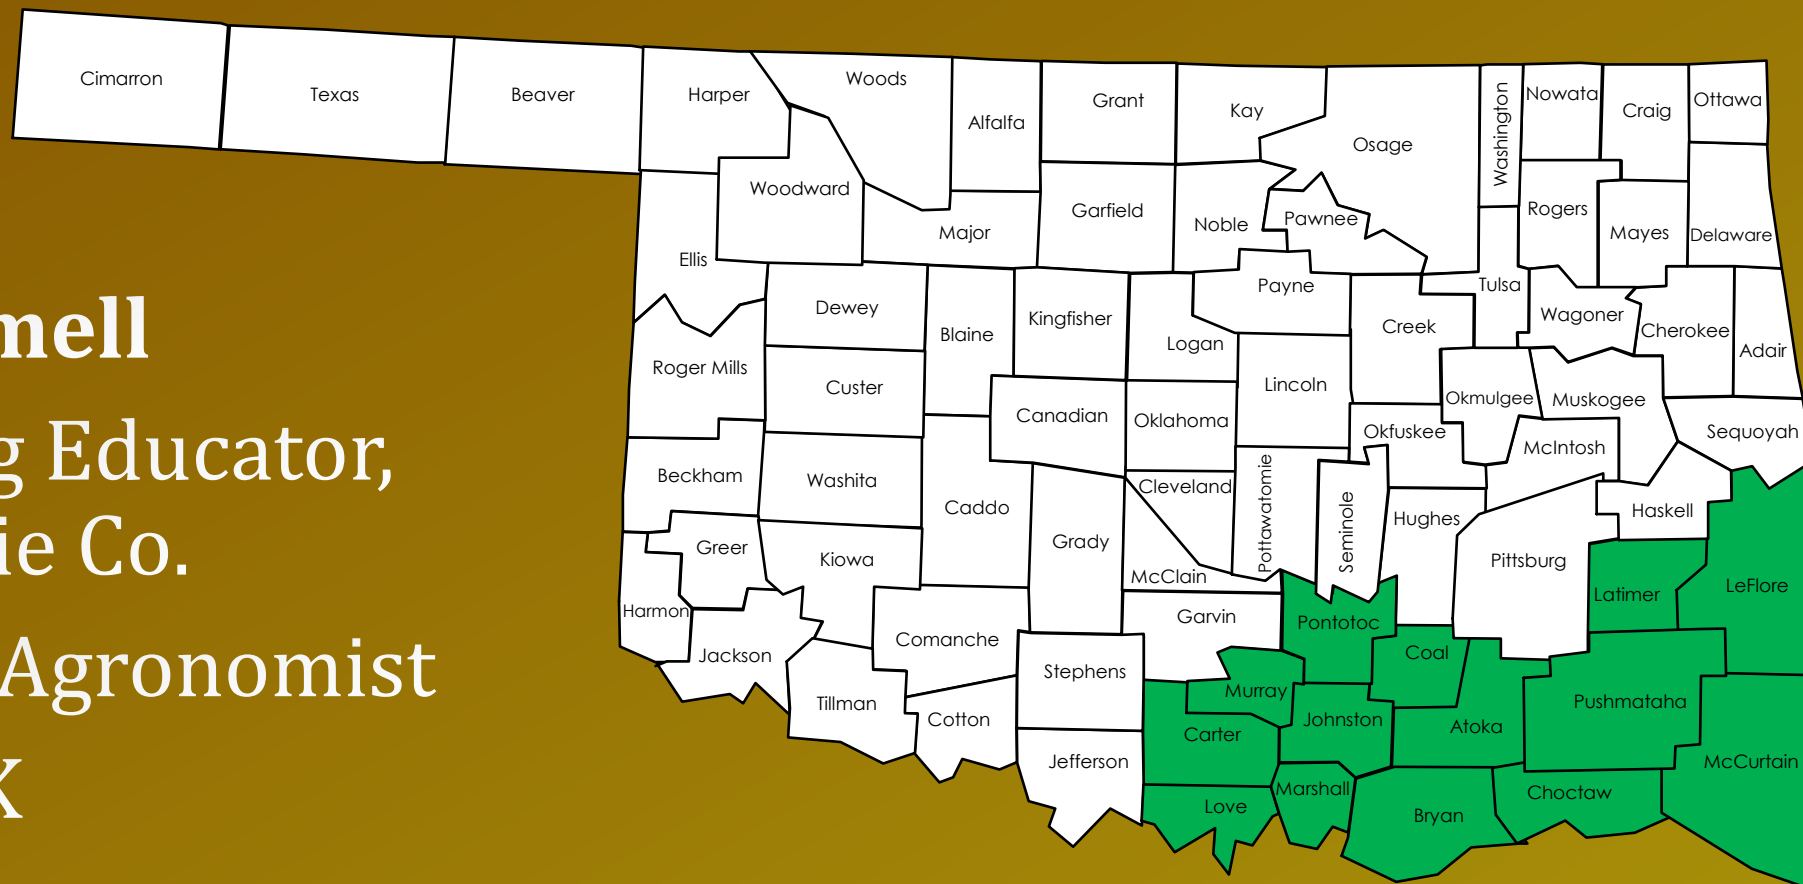 mell
g Educator,
ie Co.
Agronomist
X
Cimarron
Texas
Beaver
Harper
Woods
Alfalfa
Grant
Kay
Osage
Washington
Nowata
Craig
Ottawa
Woodward
Ellis
Major
Garfield
Noble
Pawnee
Rogers
Mayes
Delaware
Dewey
Blaine
Kingfisher
Logan
Payne
Creek
Tulsa
Wagoner
Cherokee
Adair
Roger Mills
Custer
Canadian
Oklahoma
Lincoln
Okmulgee
Muskogee
Okfuskee
McIntosh
Sequoyah
Beckham
Washita
Caddo
Cleveland
Pottawatomie
Seminole
Hughes
Haskell
Greer
Kiowa
Grady
McClain
Pittsburg
Latimer
LeFlore
Harmon
Jackson
Comanche
Garvin
Pontotoc
Coal
Stephens
Murray
Tillman
Cotton
Carter
Johnston
Atoka
Pushmataha
Jefferson
Marshall
Love
Bryan
Choctaw
McCurtain